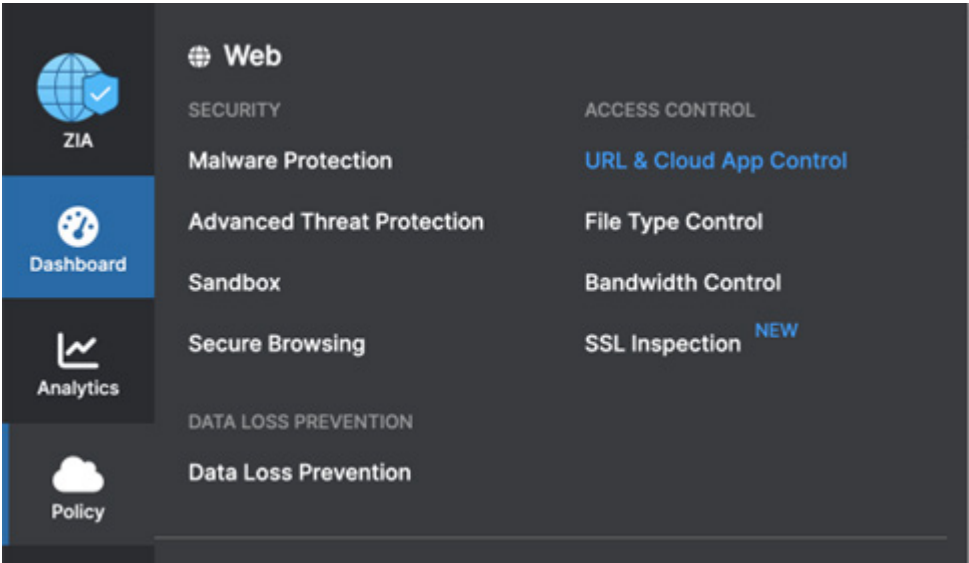 ZIA
Dashboard
Analytics
Policy
Web
SECURITY
Malware Protection
Advanced Threat Protection
Sandbox
Secure Browsing
DATA LOSS PREVENTION
Data Loss Prevention
ACCESS CONTROL
URL & Cloud App Control
File Type Control
Bandwidth Control
SSL Inspection NEW